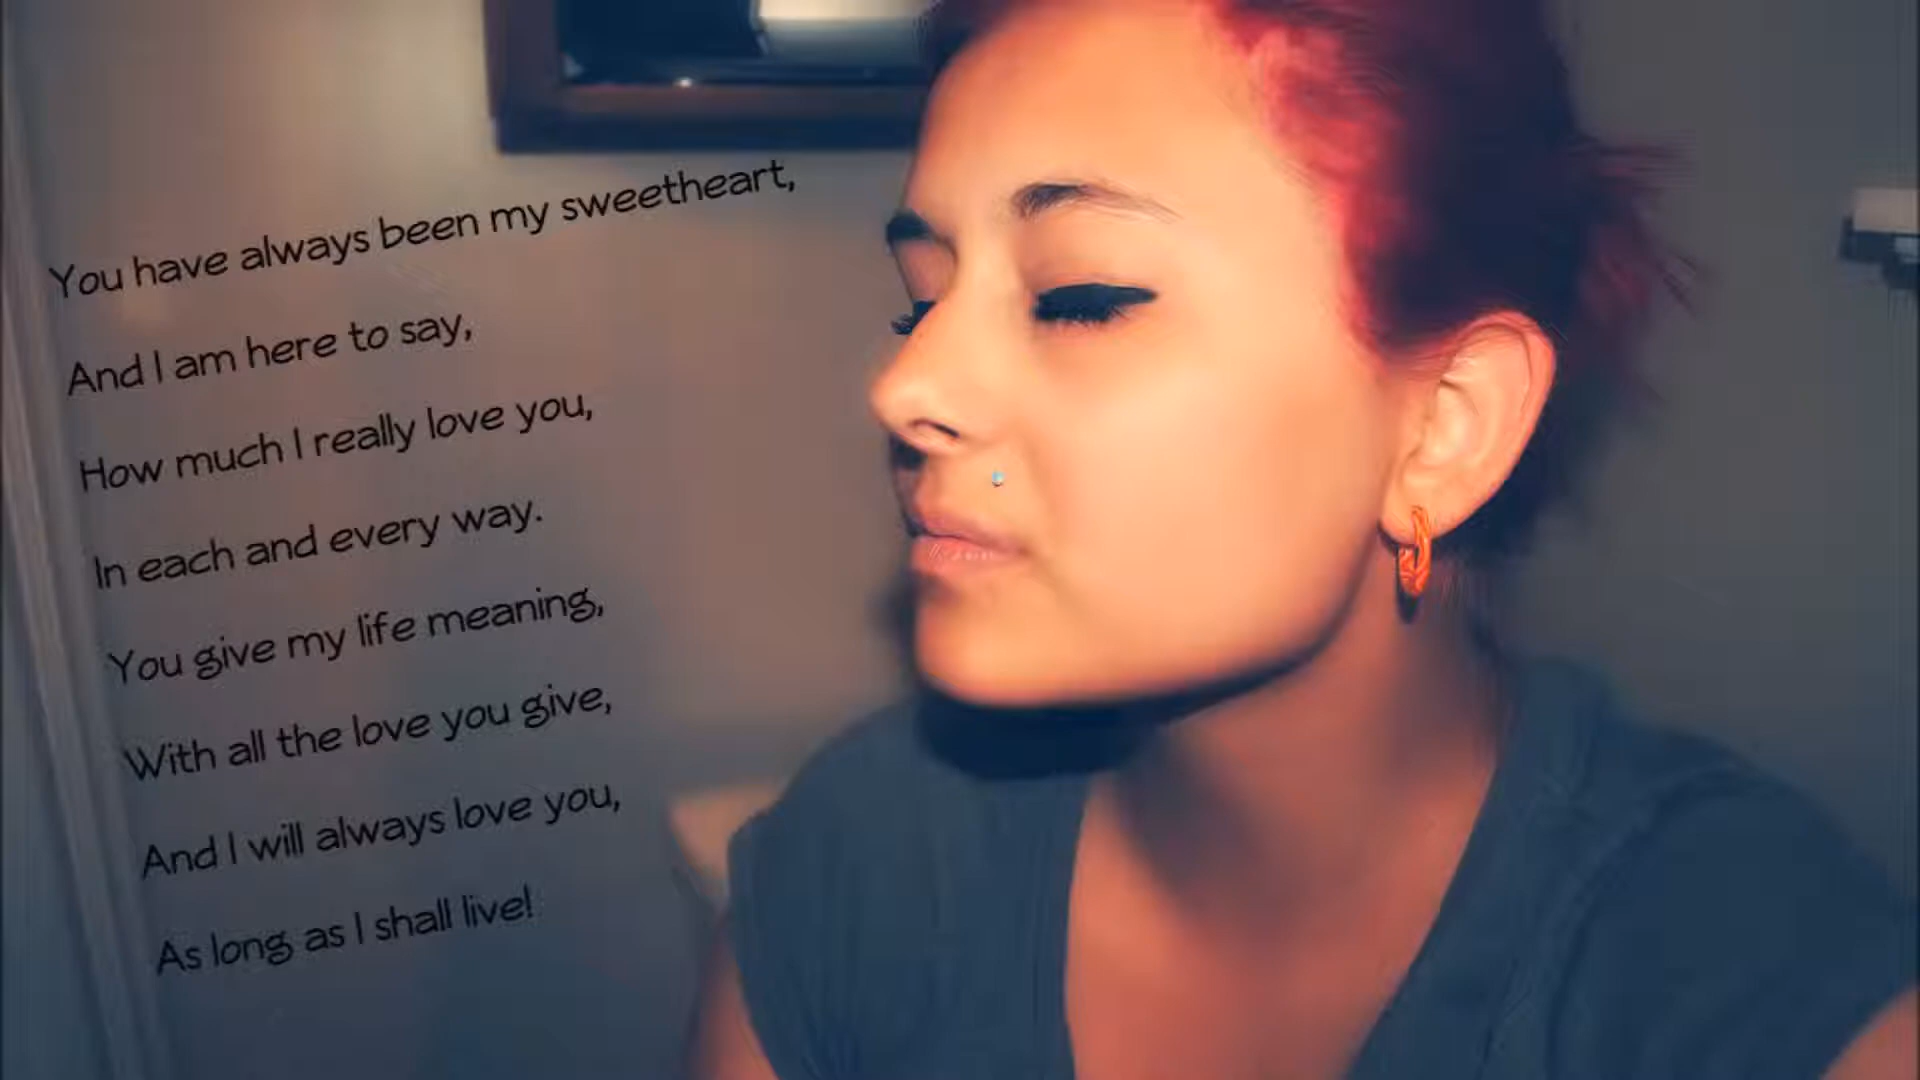 You have always been my sweetheart,
And I am here to say,
How much I really love you,
In each and every way.
You give my life meaning,
With all the love you give,
And I will always love you,
As long as I shall live!